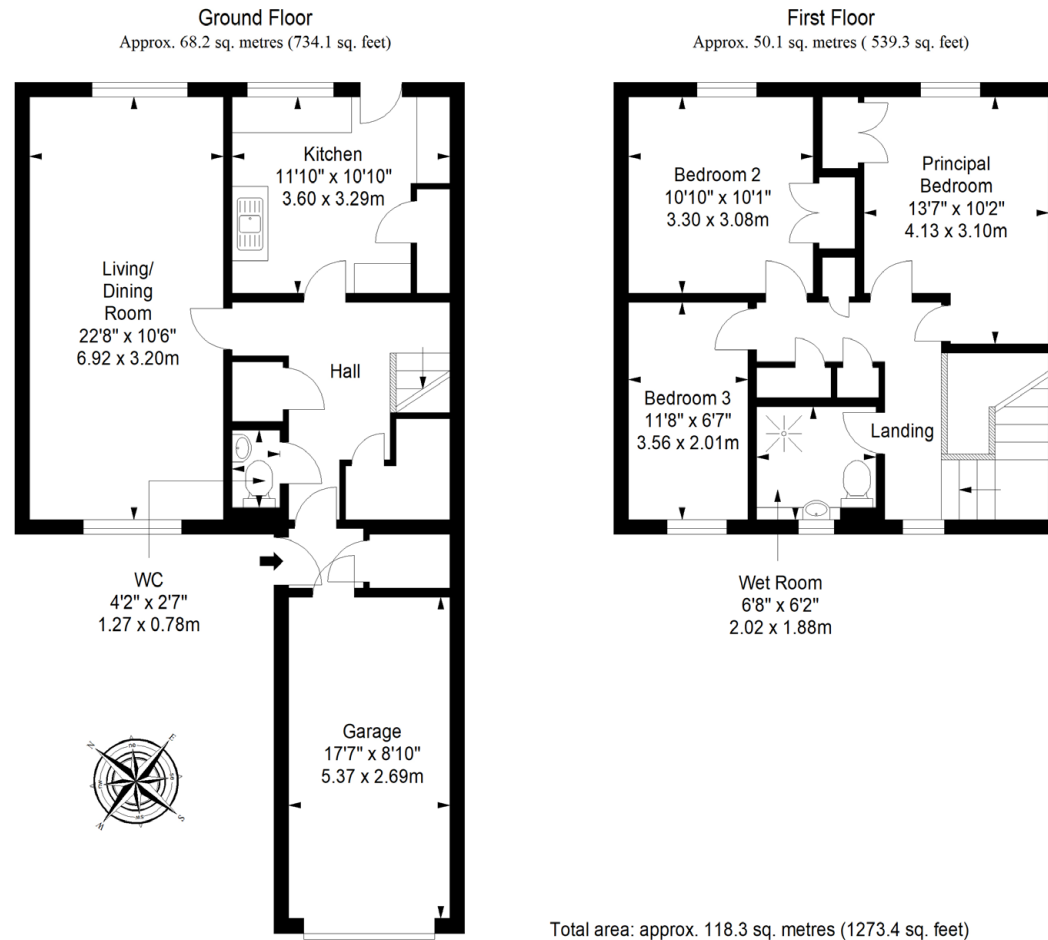 Ground Floor
Approx. 68.2 sq. metres (734.1 sq. feet)
Kitchen
11'10" x 10'10"
3.60 x 3.29m
Living/
Dining
Room
22'8" x 10'6"
6.92 x 3.20m
Hall
WC
4'2" x 2'7"
1.27 x 0.78m
Garage
17'7" x 8'10"
5.37 x 2.69m
N
E
S
W
First Floor
Approx. 50.1 sq. metres ( 539.3 sq. feet)
Bedroom 2
10'10" x 10'1"
3.30 x 3.08m
Principal
Bedroom
13'7" x 10'2"
4.13 x 3.10m
Bedroom 3
11'8" x 6'7"
3.56 x 2.01m
Landing
Wet Room
6'8" x 6'2"
2.02 x 1.88m
Total area: approx. 118.3 sq. metres (1273.4 sq. feet)